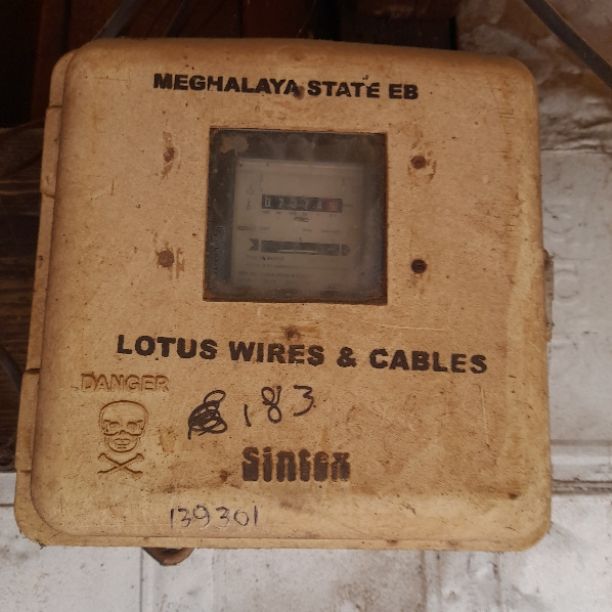 MEGHALAYA STATE EB
LOTUS WIRES & CABLES
DANGER
183
Sintex
139301